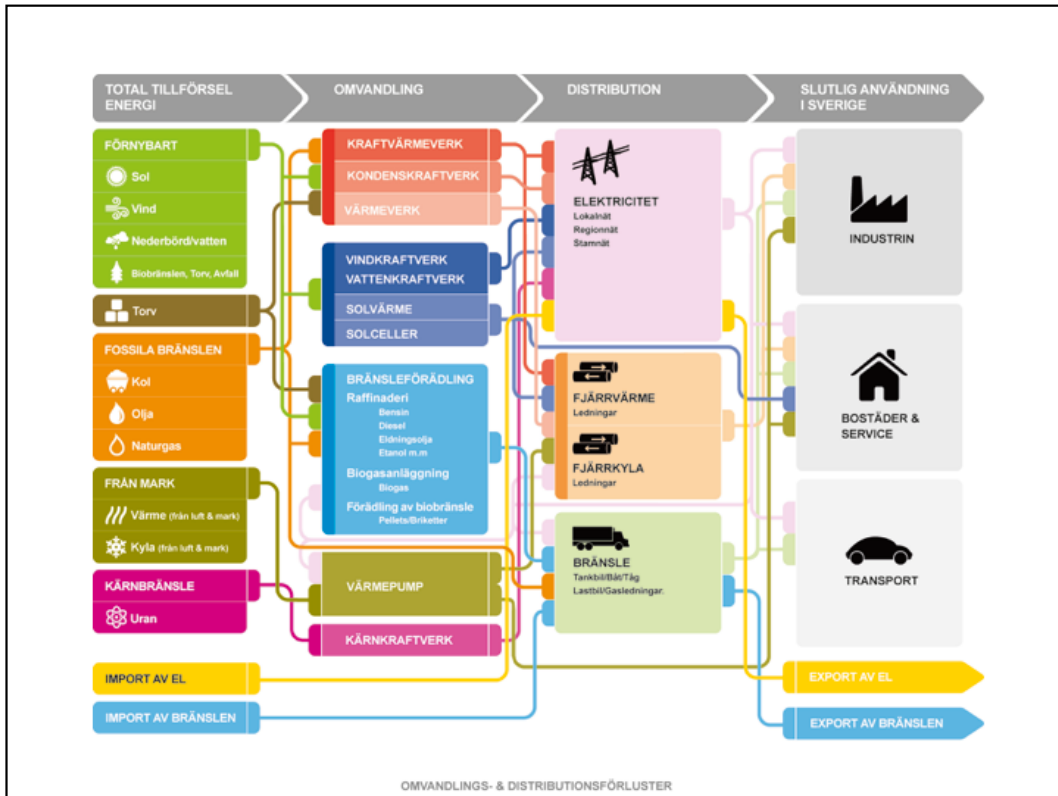 TOTAL TILLFÖRSEL
ENERGI
OMVANDLING
DISTRIBUTION
SLUTLIG ANVÄNDNING
I SVERIGE
FÖRNYBART
Sol
Vind
Nederbörd/vatten
Biobränslen, Torv, Avfall
Torv
FOSSILA BRÄNSLEN
Kol
Olja
Naturgas
FRÅN MARK
Värme (från luft & mark)
Kyla (från luft & mark)
KÄRNBRÄNSLE
Uran
IMPORT AV EL
IMPORT AV BRÄNSLEN
KRAFTVÄRMEVERK
KONDENSKRAFTVERK
VÄRMEVERK
VINDKRAFTVERK
VATTENKRAFTVERK
SOLVÄRME
SOLCELLER
BRÄNSLEFÖRÄDLING
Raffinaderi
Bensin
Diesel
Eldningsolja
Etanol m.m
Biogasanläggning
Biogas
Förädling av biobränsle
Pellets/Briketter
VÄRMEPUMP
KÄRNKRAFTVERK
ELEKTRICITET
Lokalnät
Regionnät
Stamnät
FJÄRRVÄRME
Ledningar
FJÄRRKYLA
Ledningar
BRÄNSLE
Tankbil/Båt/Tåg
Lastbil/Gasledningar.
INDUSTRIN
BOSTÄDER &
SERVICE
TRANSPORT
EXPORT AV EL
EXPORT AV BRÄNSLEN
OMVANDLINGS- & DISTRIBUTIONSFÖRLUSTER